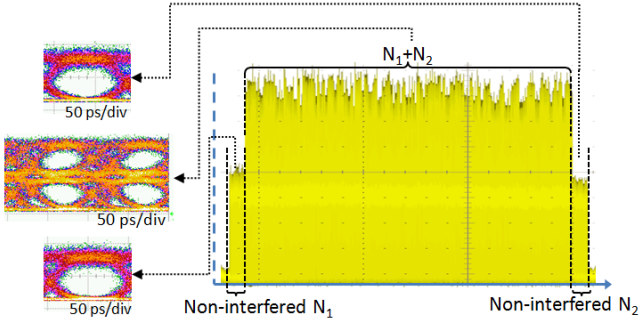 N₁+N₂
50 ps/div
50 ps/div
50 ps/div
Non-interfered N₁
Non-interfered N₂